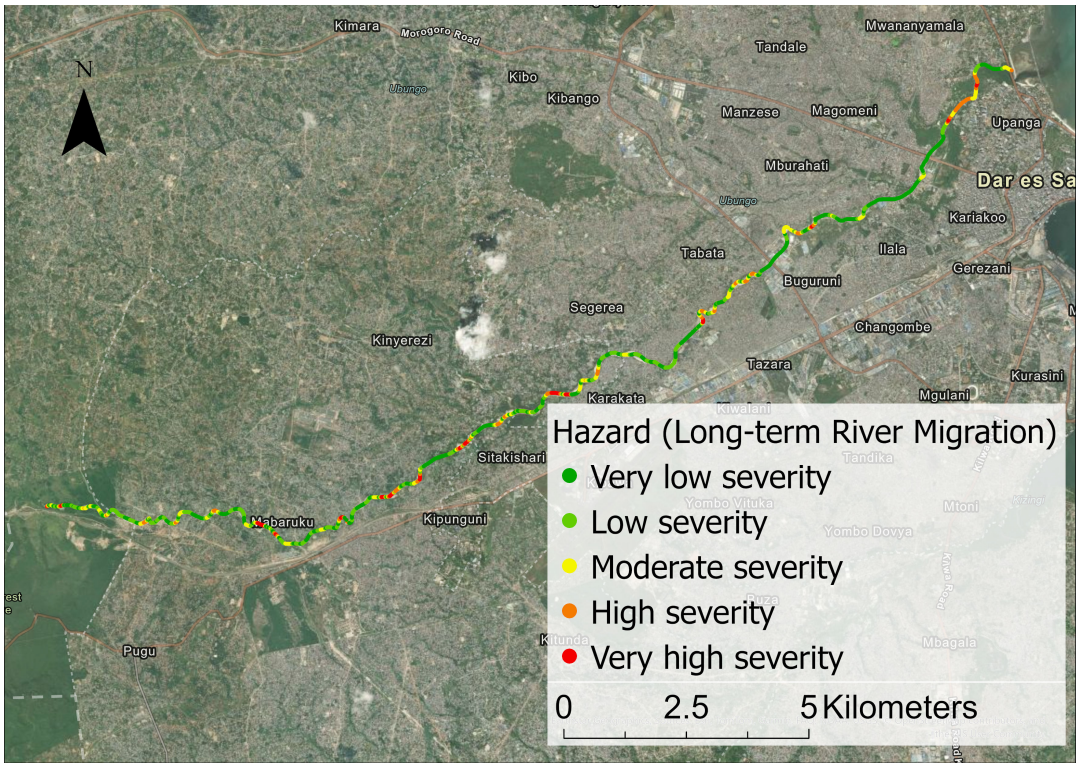 Kimara
Morogoro Road
Mwananyamala
Tandale
N
Kibo
Ubungo
Kibango
Manzese
Magomeni
Upanga
Mburahati
Dar es Sa
Ubungo
Kariakoo
Tabata
Ilala
Gerezani
Buguruni
Segerea
Changombe
Kinyerezi
Tazara
Kurasini
Karakata
Mgulani
Kiwalani
Hazard (Long-term River Migration)
Sitakishari
Tandika
Very low severity
Yombo Vituka
Mtoni
Mabaruku
Kipunguni
Low severity
Yombo Dovya
Moderate severity
rest
e
Puza
High severity
Kitunda
Mbagala
Pugu
Very high severity
0 2.5 5 Kilometers